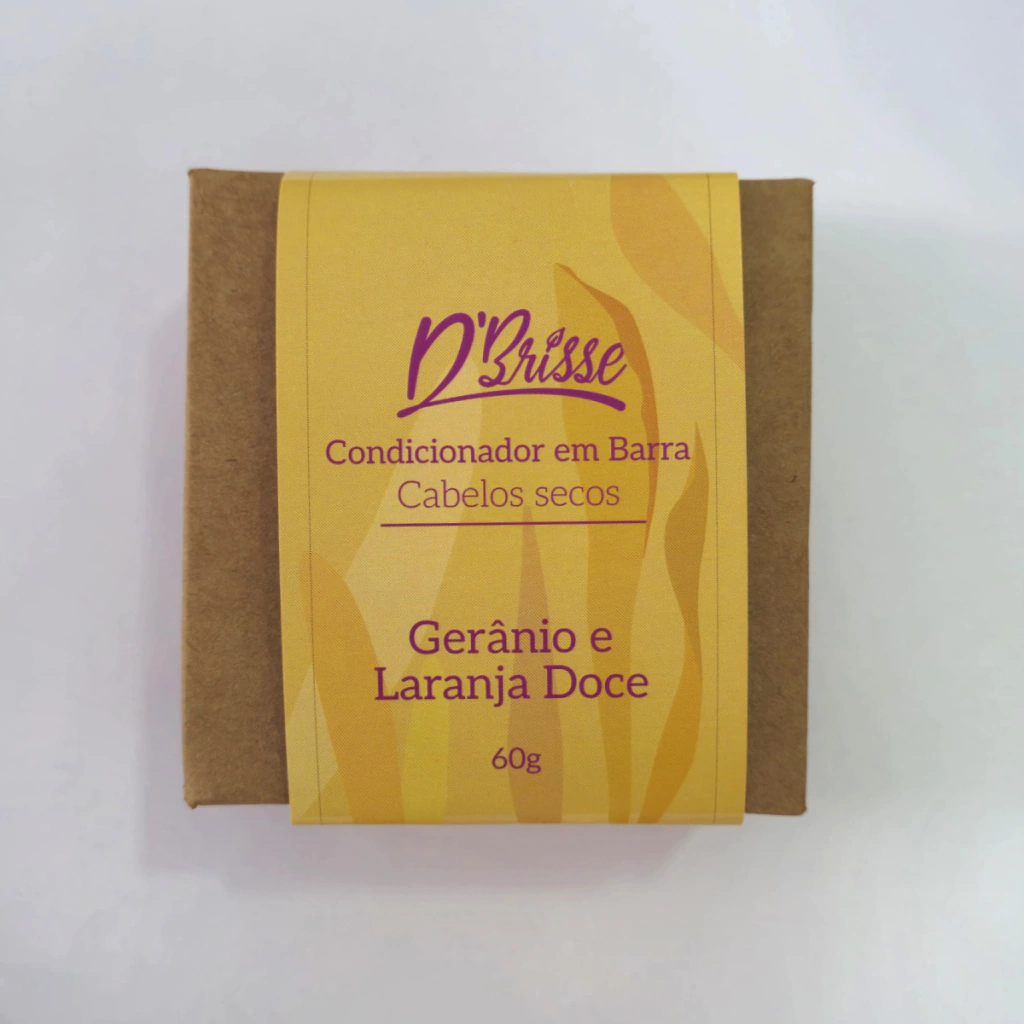 D'Brisse
Condicionador em Barra
Cabelos secos
Gerânio e
Laranja Doce
60g